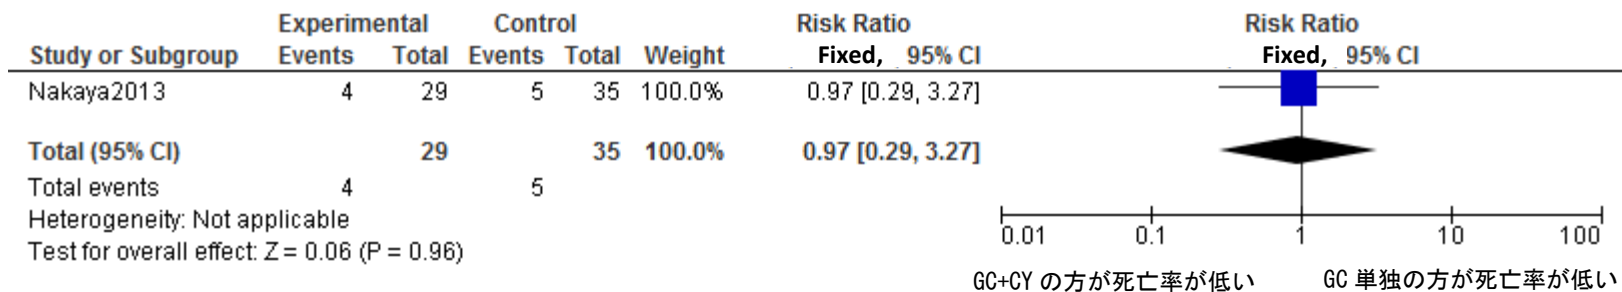 Experimental Control Risk Ratio Risk Ratio
Study or Subgroup Events Total Events Total Weight Fixed, 95% CI Fixed, 95% CI
Nakaya2013 4 29 5 35 100.0% 0.97 [0.29, 3.27]
Total (95% CI) 29 35 100.0% 0.97 [0.29, 3.27]
Total events 4 5
Heterogeneity: Not applicable
Test for overall effect: Z = 0.06 (P = 0.96)
0.01 0.1 1 10 100
GC+CY の方が死亡率が低い GC 単独の方が死亡率が低い